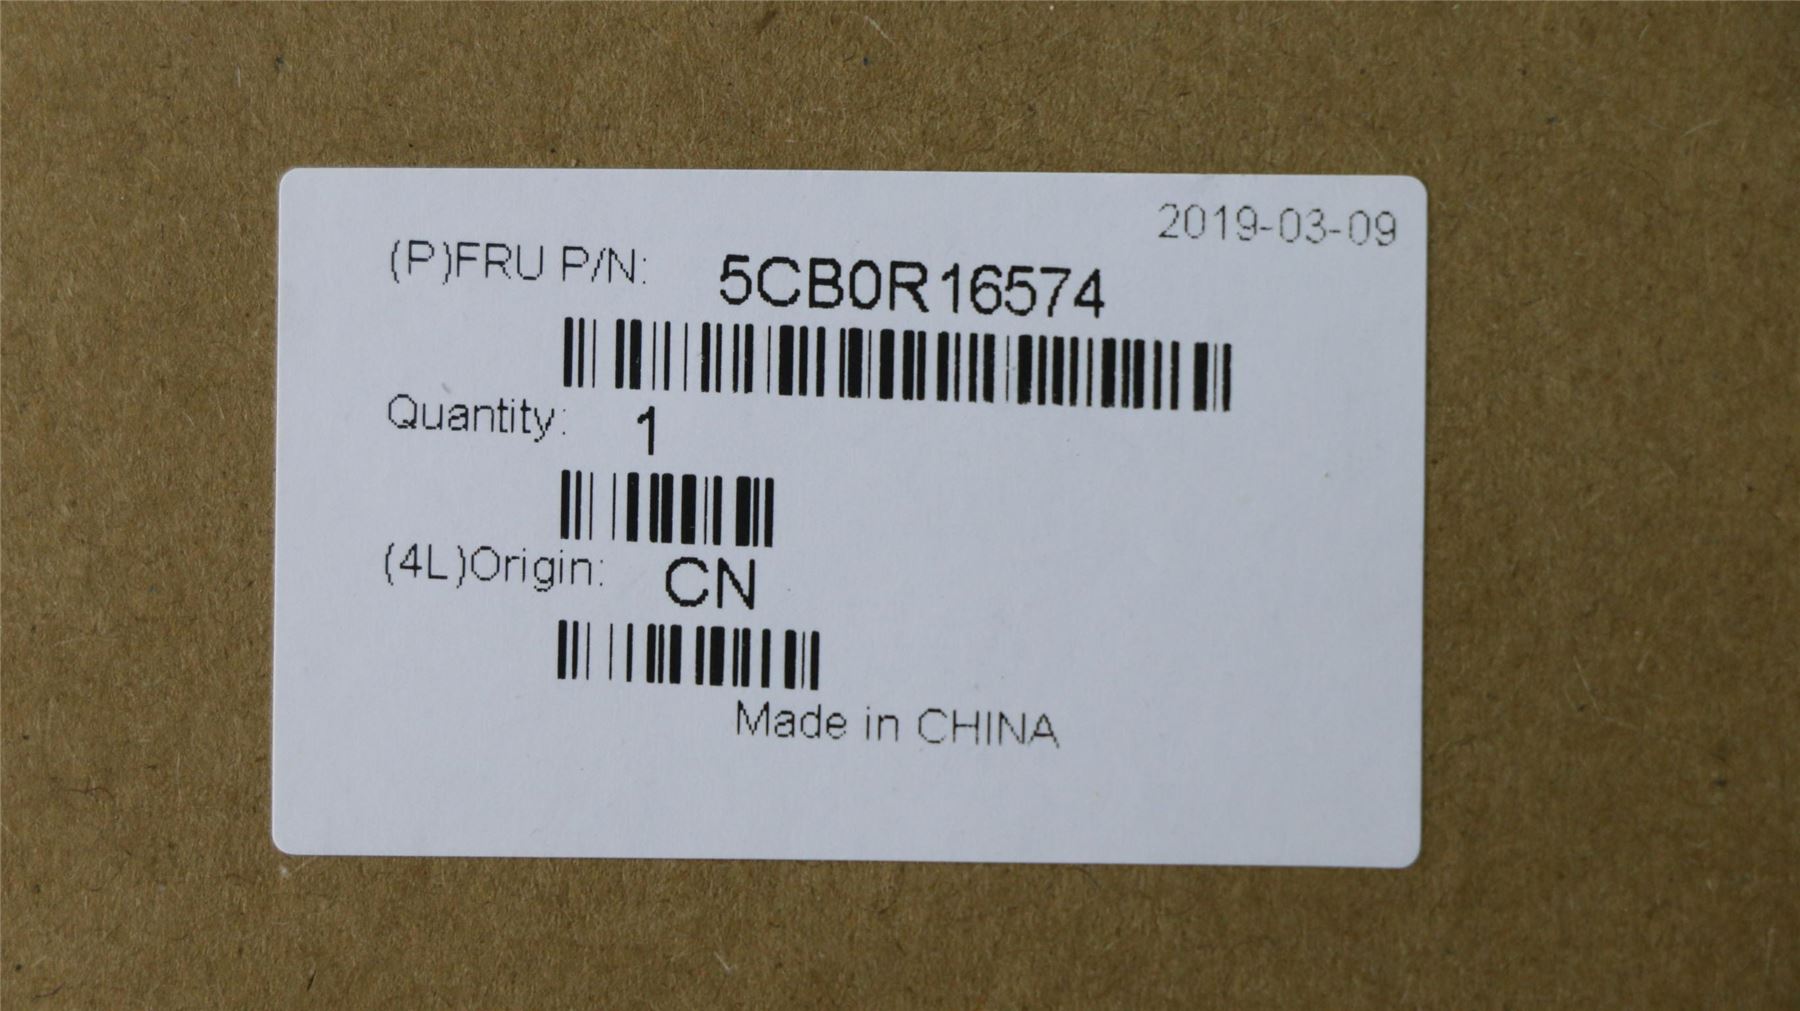 2019-03-09
(P)FRU P/N: 5CB0R16574
Quantity: 1
(4L)Origin: CN
Made in CHINA